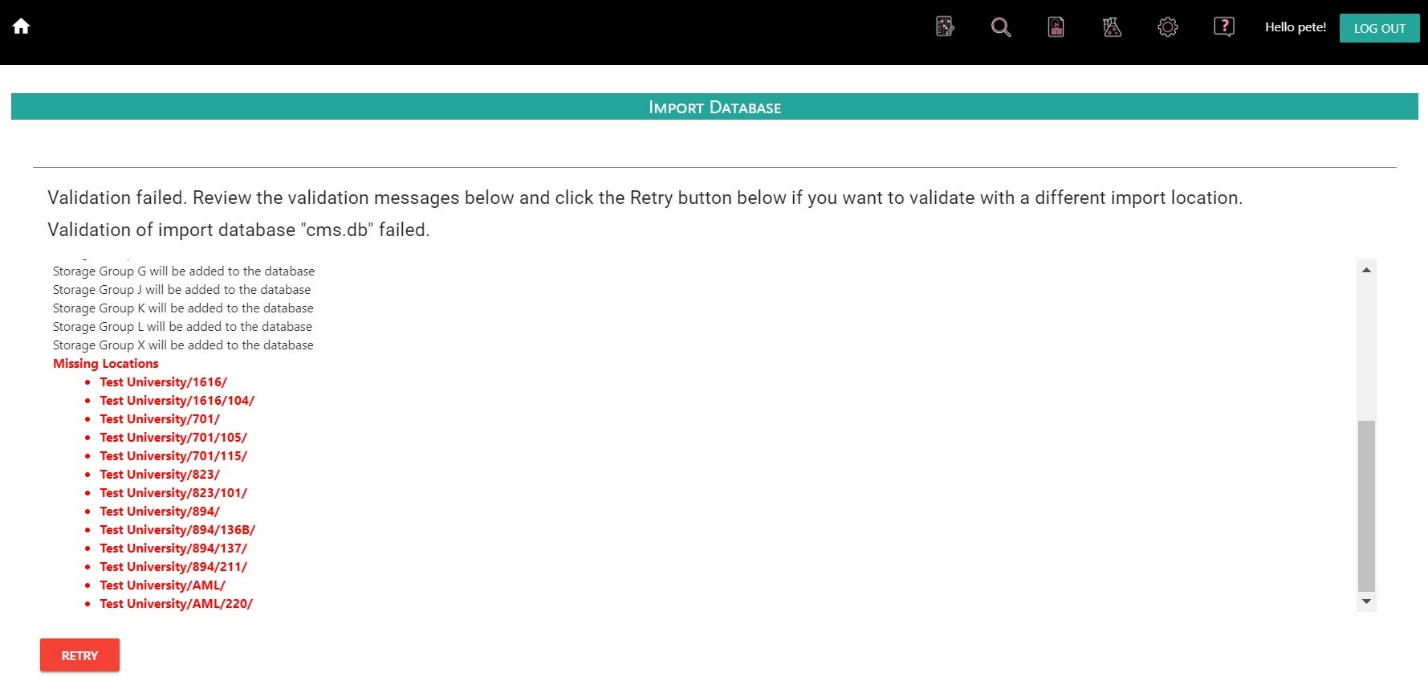 Hello pete!
LOG OUT
Import Database
Validation failed. Review the validation messages below and click the Retry button below if you want to validate with a different import location.
Validation of import database "cms.db" failed.
Storage Group G will be added to the database
Storage Group J will be added to the database
Storage Group K will be added to the database
Storage Group L will be added to the database
Storage Group X will be added to the database
Missing Locations
Test University/1616/
Test University/1616/104/
Test University/701/
Test University/701/105/
Test University/701/115/
Test University/823/
Test University/823/101/
Test University/894/
Test University/894/136B/
Test University/894/137/
Test University/894/211/
Test University/AML/
Test University/AML/220/
RETRY